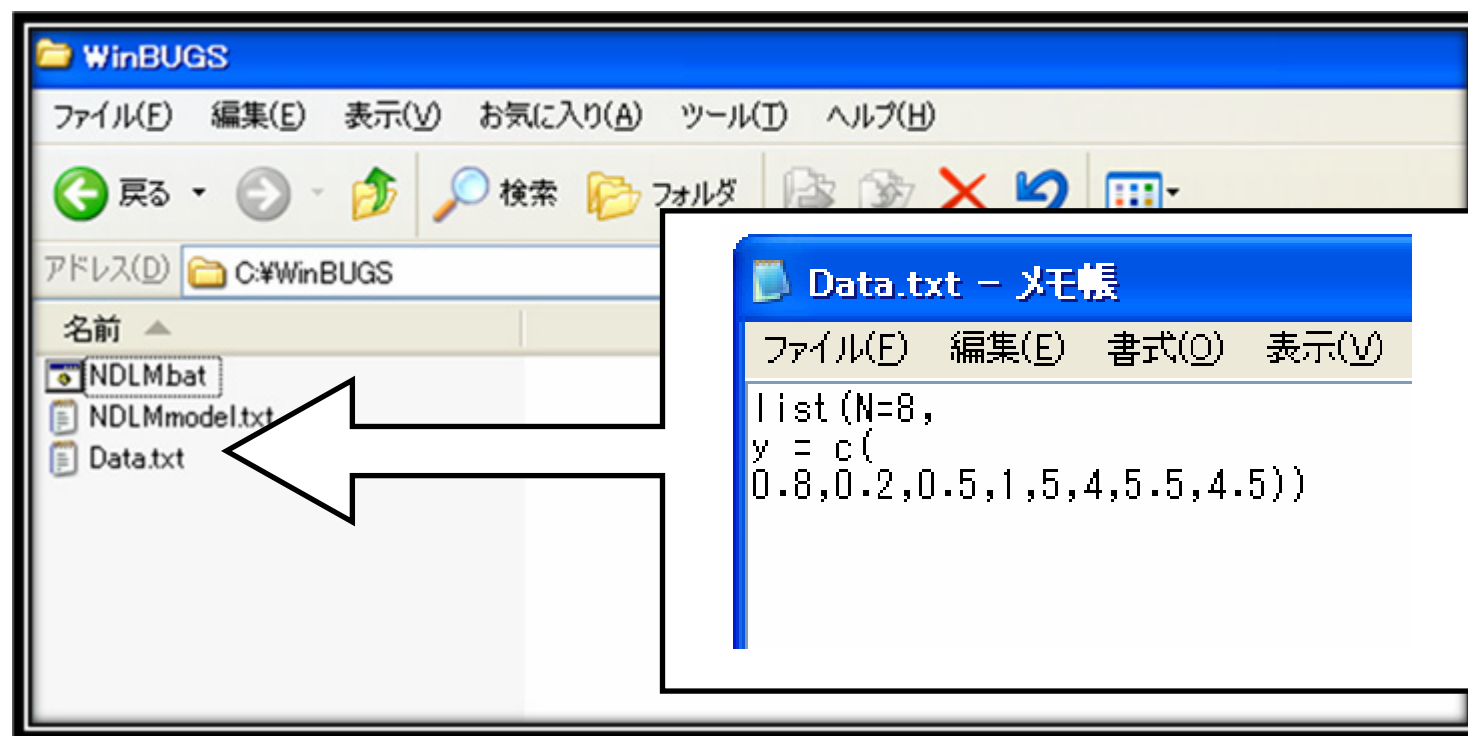 WinBUGS
ファイル(F) 編集(E) 表示(V) お気に入り(A) ツール(T) ヘルプ(H)
戻る 検索 フォルダ
アドレス(D) C:¥WinBUGS
名前
NDLM.bat
NDLMmodel.txt
Data.txt
Data.txt - メモ帳
ファイル(F) 編集(E) 書式(O) 表示(V)
list(N=8,
y = c(
0.8,0.2,0.5,1,5,4,5.5,4.5))